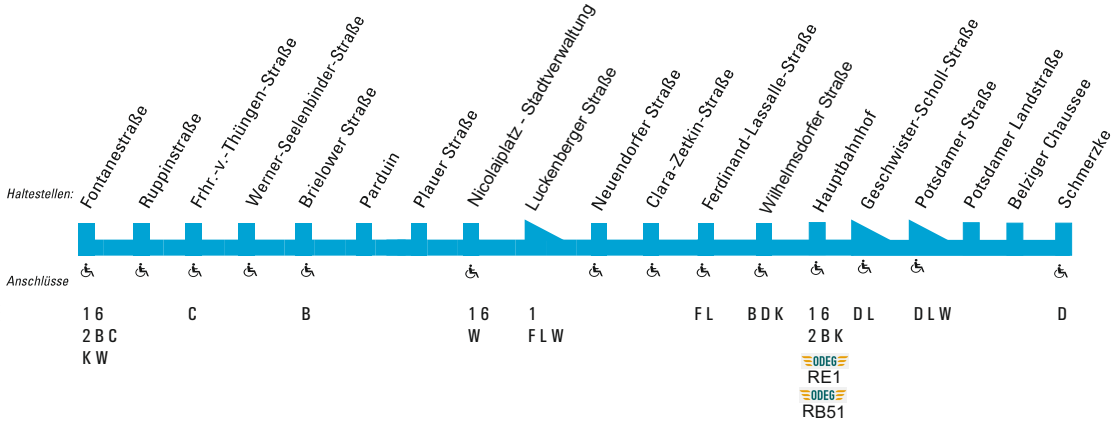 Haltestellen:
Fontanestraße
Ruppinstraße
Frhr.-v.-Thüngen-Straße
Werner-Seelenbinder-Straße
Brielower Straße
Parduin
Plauer Straße
Nicolaiplatz - Stadtverwaltung
Luckenberger Straße
Neuendorfer Straße
Clara-Zetkin-Straße
Ferdinand-Lassalle-Straße
Wilhelmsdorfer Straße
Hauptbahnhof
Geschwister-Scholl-Straße
Potsdamer Straße
Potsdamer Landstraße
Belziger Chaussee
Schmerzke
Anschlüsse
1 6
2 B C
K W
C
B
1 6
W
1
F L W
F L
B D K
1 6
2 B K
ODEG
RE1
ODEG
RB51
D L
D L W
D